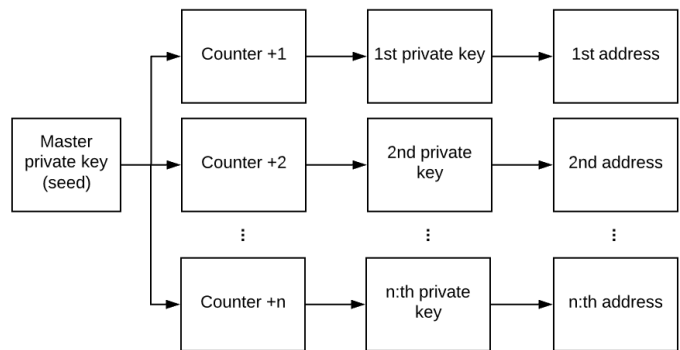 Counter +1
1st private key
1st address
Master
private key
(seed)
Counter +2
2nd private
key
2nd address
⋮
⋮
⋮
Counter +n
n:th private
key
n:th address